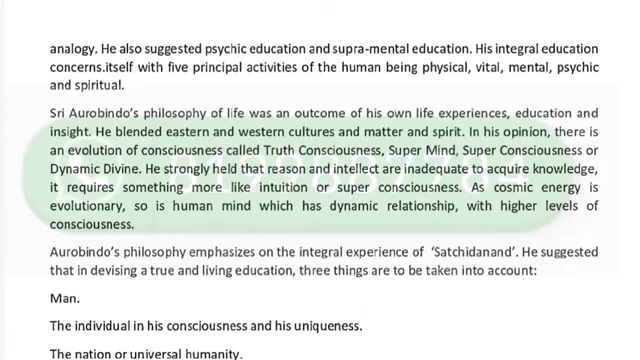 analogy. He also suggested psychic education and supra-mental education. His integral education
concerns.itself with five principal activities of the human being physical, vital, mental, psychic
and spiritual.
Sri Aurobindo's philosophy of life was an outcome of his own life experiences, education and
insight. He blended eastern and western cultures and matter and spirit. In his opinion, there is
an evolution of consciousness called Truth Consciousness, Super Mind, Super Consciousness or
Dynamic Divine. He strongly held that reason and intellect are inadequate to acquire knowledge,
it requires something more like intuition or super consciousness. As cosmic energy is
evolutionary, so is human mind which has dynamic relationship, with higher levels of
consciousness.
Aurobindo's philosophy emphasizes on the integral experience of 'Satchidanand'. He suggested
that in devising a true and living education, three things are to be taken into account:
Man.
The individual in his consciousness and his uniqueness.
The nation or universal humanity.